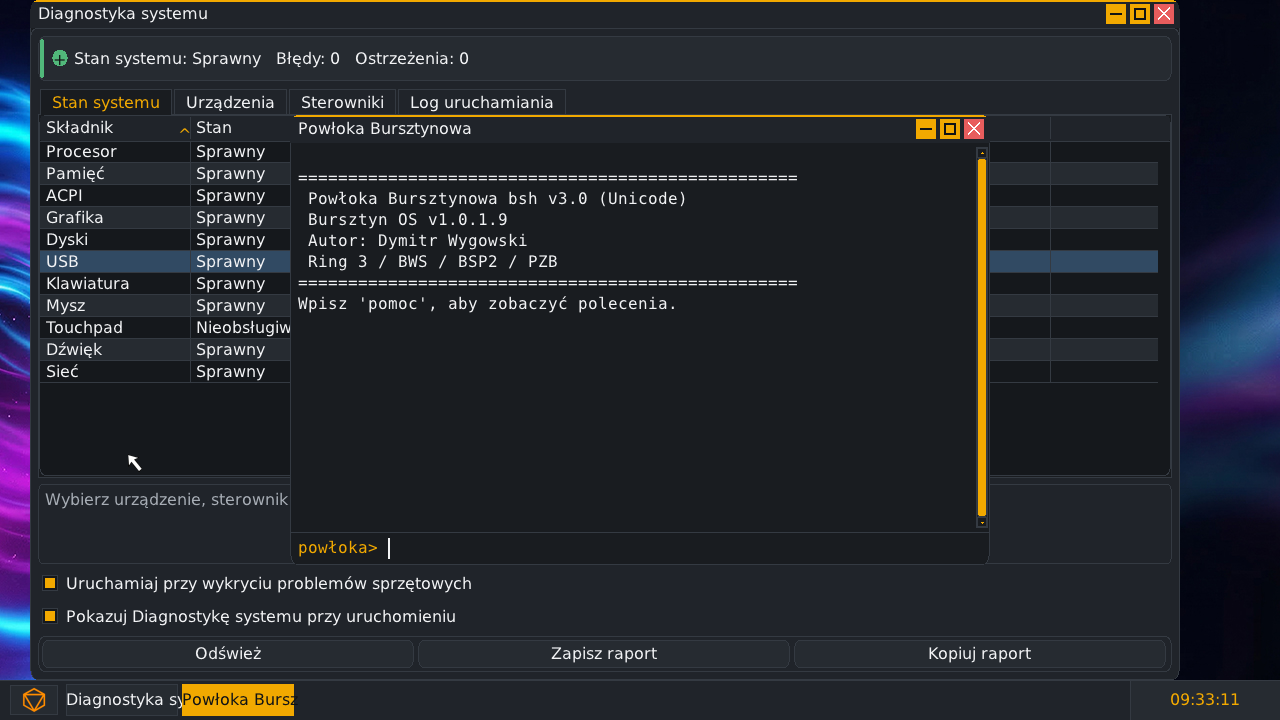 Diagnostyka systemu
Stan systemu: Sprawny Błędy: 0 Ostrzeżenia: 0
Stan systemu Urządzenia Sterowniki Log uruchamiania
Składnik Stan
Procesor Sprawny
Pamięć Sprawny
ACPI Sprawny
Grafika Sprawny
Dyski Sprawny
USB Sprawny
Klawiatura Sprawny
Mysz Sprawny
Touchpad Nieobsługiw
Dźwięk Sprawny
Sieć Sprawny
Powłoka Bursztynowa
==================================================
Powłoka Bursztynowa bsh v3.0 (Unicode)
Bursztyn OS v1.0.1.9
Autor: Dymitr Wygowski
Ring 3 / BWS / BSP2 / PZB
==================================================
Wpisz 'pomoc', aby zobaczyć polecenia.
powłoka>
Wybierz urządzenie, sterownik
Uruchamiaj przy wykryciu problemów sprzętowych
Pokazuj Diagnostykę systemu przy uruchomieniu
Odśwież Zapisz raport Kopiuj raport
Diagnostyka sy Powłoka Bursz 09:33:11